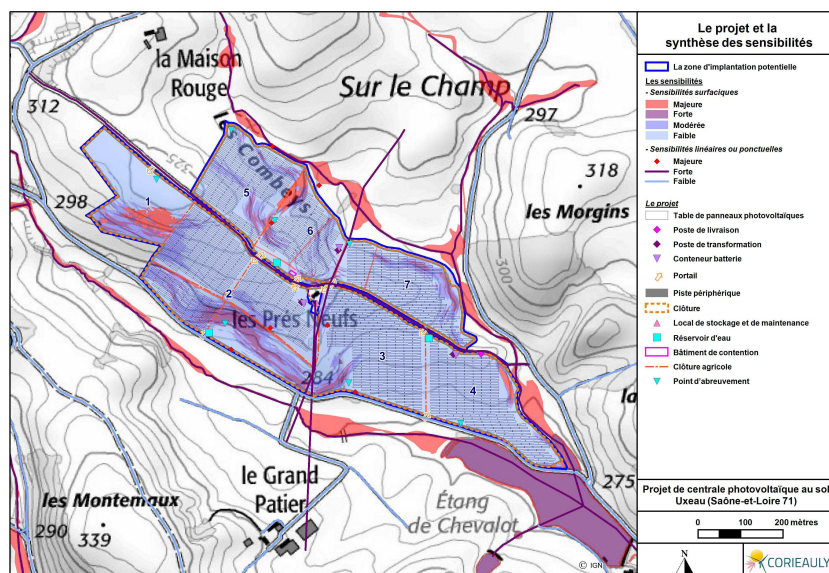 la Maison
Rouge
Sur le Champ
312
297
les Combeys
325
318
298
les Morgins
1
5
6
300
7
2
les Prés Neufs
3
284
4
la
le Grand
Patier
275
les Montemaux
Étang
de Chevalot
290
339
© IGN
Le projet et la
synthèse des sensibilités
La zone d'implantation potentielle
Les sensibilités
- Sensibilités surfaciques
Majeure
Forte
Modérée
Faible
- Sensibilités linéaires ou ponctuelles
Majeure
Forte
Faible
Le projet
Table de panneaux photovoltaïques
Poste de livraison
Poste de transformation
Conteneur batterie
Portail
Piste périphérique
Clôture
Local de stockage et de maintenance
Réservoir d'eau
Bâtiment de contention
Clôture agricole
Point d'abreuvement
Projet de centrale photovoltaïque au sol
Uxeau (Saône-et-Loire 71)
0 100 200 mètres
N
CORIEAULYS